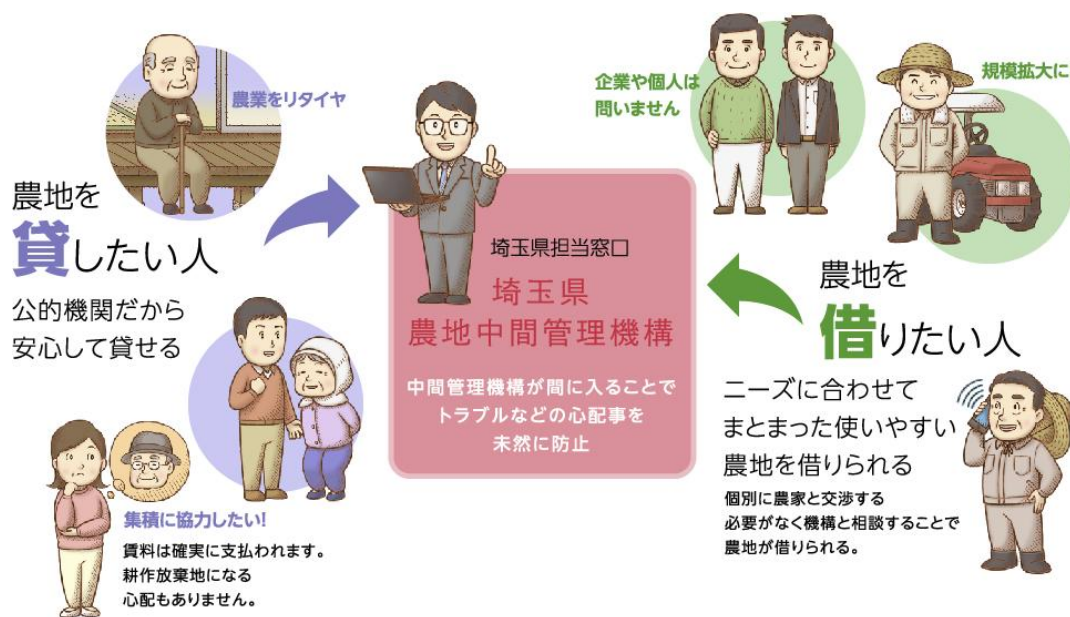 農業をリタイヤ
農地を
貸したい人
公的機関だから
安心して貸せる
集積に協力したい!
賃料は確実に支払われます。
耕作放棄地になる
心配もありません。
埼玉県担当窓口
埼玉県
農地中間管理機構
中間管理機構が間に入ることで
トラブルなどの心配事を
未然に防止
企業や個人は
問いません
規模拡大に
農地を
借りたい人
ニーズに合わせて
まとまった使いやすい
農地を借りられる
個別に農家と交渉する
必要がなく機構と相談することで
農地が借りられる。